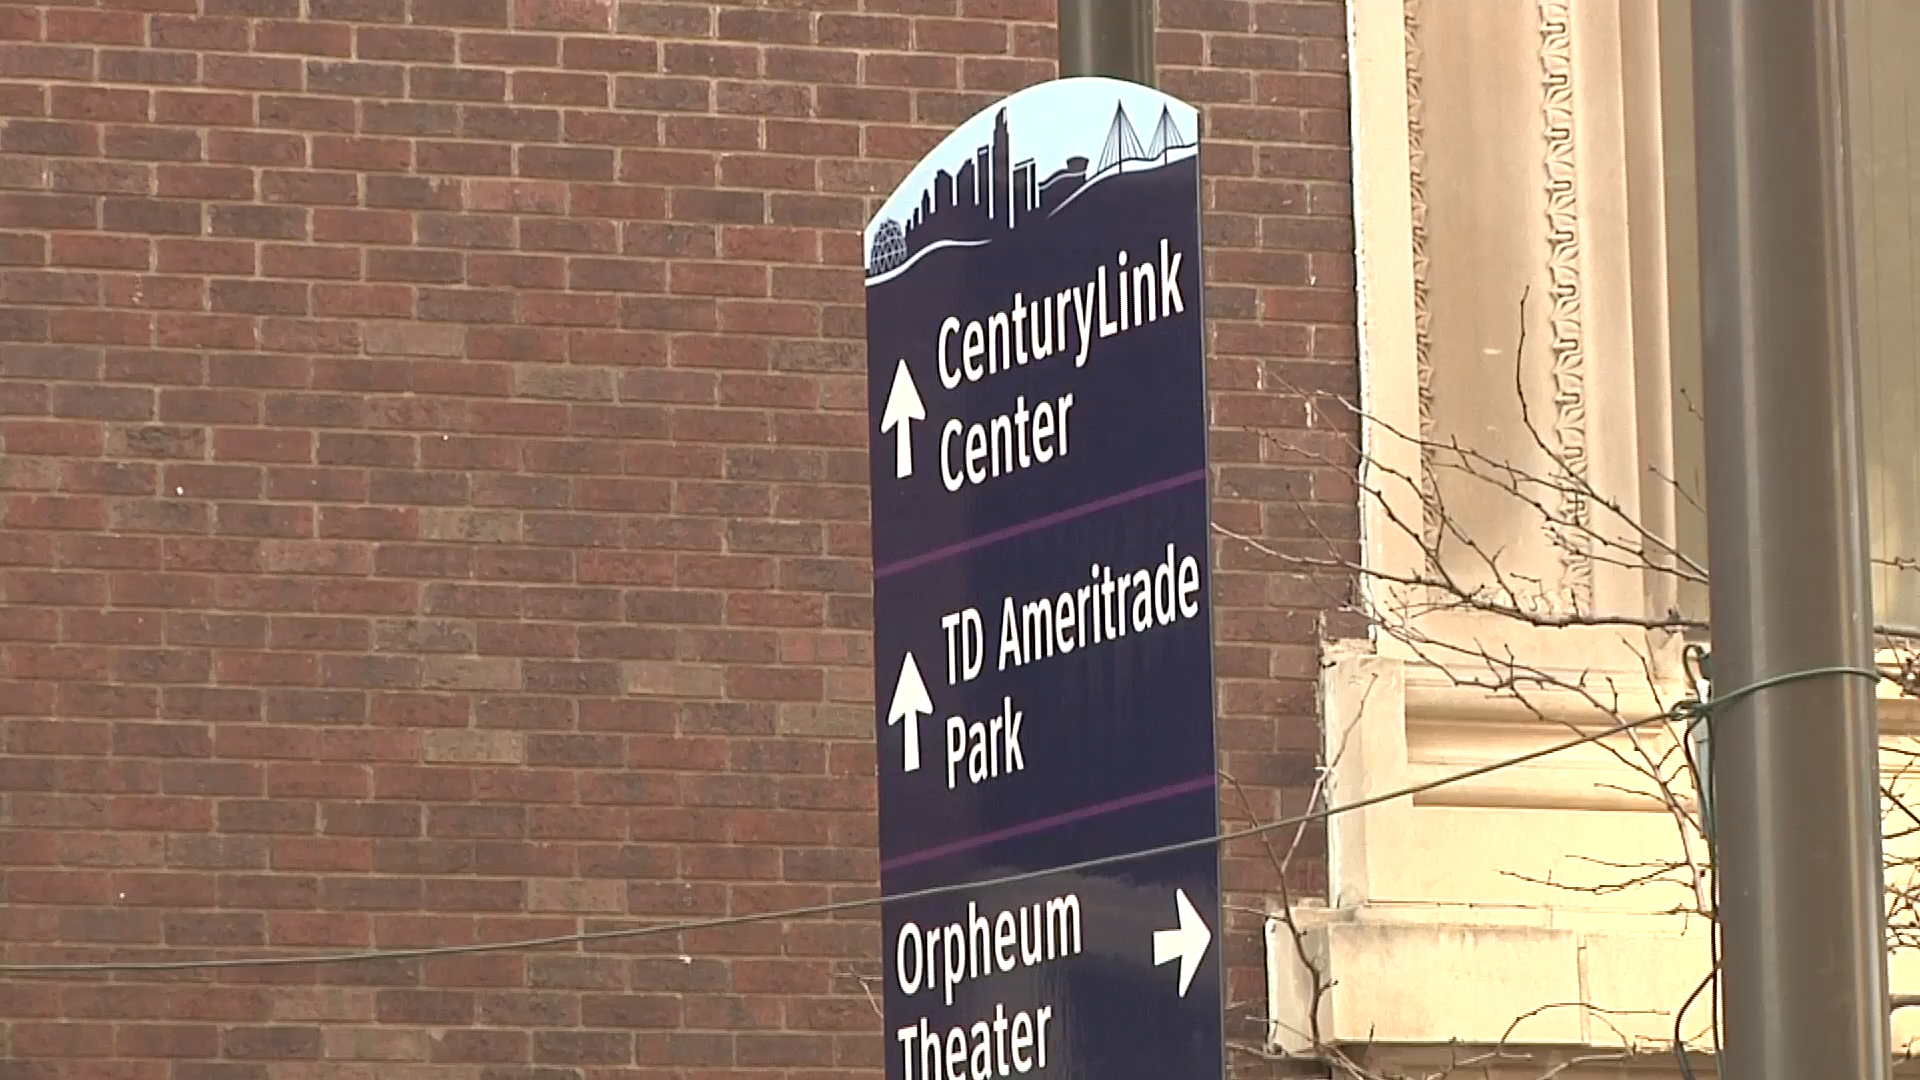 CenturyLink
Center
TD Ameritrade
Park
Orpheum
Theater